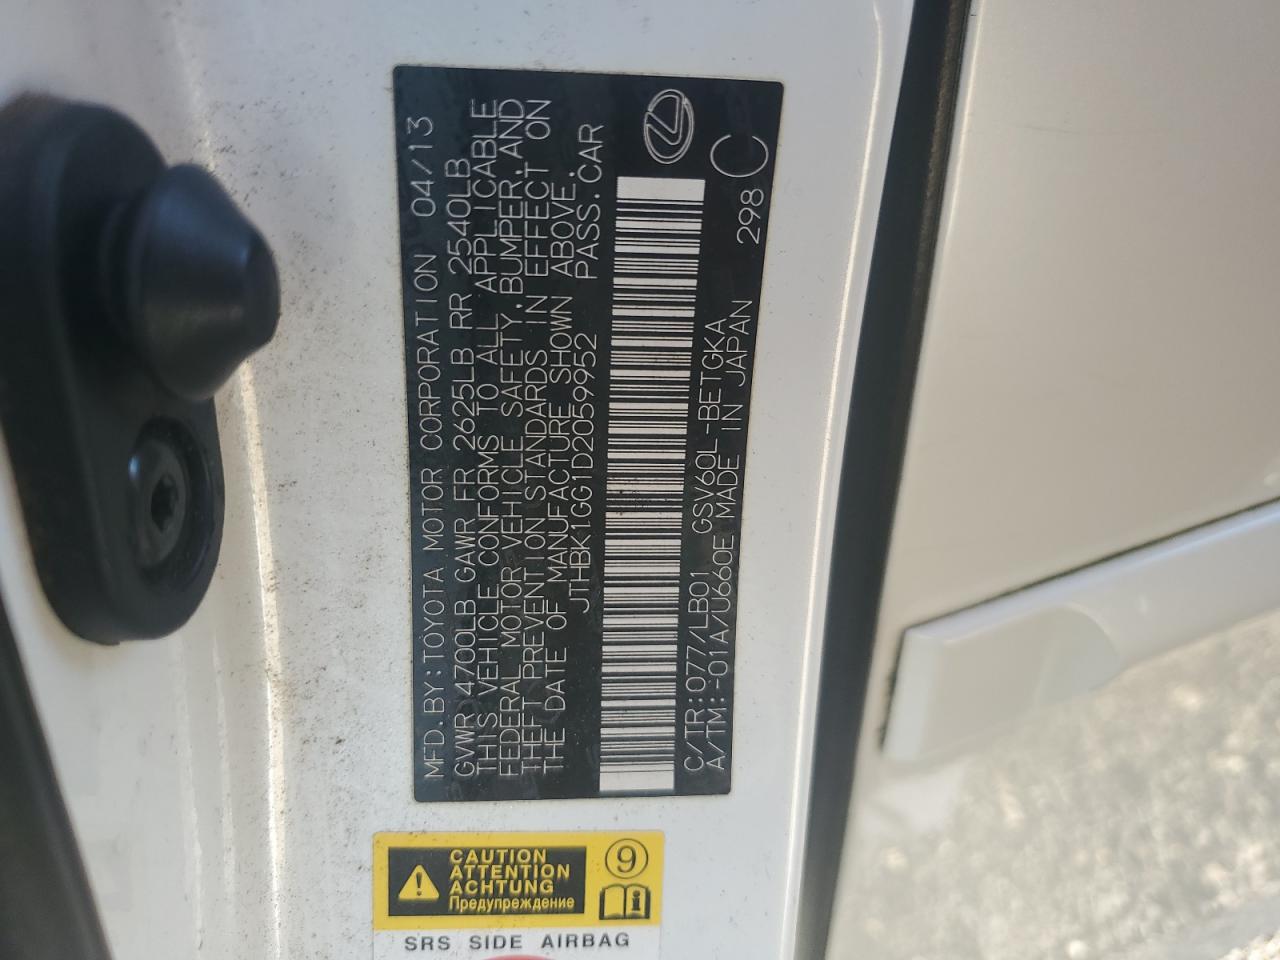 MFD.BY:TOYOTA MOTOR CORPORATION 04/13
GVWR 4700LB GAWR FR 2625LB RR 2540LB
THIS VEHICLE CONFORMS TO ALL APPLICABLE
FEDERAL MOTOR VEHICLE SAFETY,BUMPER,AND
THEFT PREVENTION STANDARDS IN EFFECT ON
THE DATE OF MANUFACTURE SHOWN ABOVE.
JTHBK1GG1D2059952 PASS.CAR
C/TR:077/LB01 GSV60L-BETGKA
A/TM:-01A/U660E MADE IN JAPAN 298 C
CAUTION
ATTENTION
ACHTUNG
Предупреждение
9
SRS SIDE AIRBAG